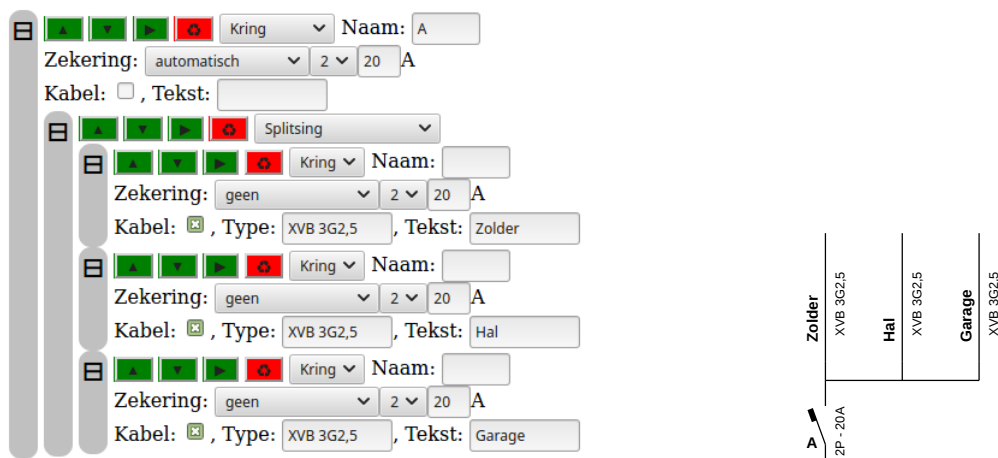 Kring Naam: A
Zekering: automatisch 2 20 A
Kabel: , Tekst:
Splitsing
Kring Naam:
Zekering: geen 2 20 A
Kabel: , Type: XVB 3G2,5 , Tekst: Zolder
Kring Naam:
Zekering: geen 2 20 A
Kabel: , Type: XVB 3G2,5 , Tekst: Hal
Kring Naam:
Zekering: geen 2 20 A
Kabel: , Type: XVB 3G2,5 , Tekst: Garage
Zolder
XVB 3G2,5
Hal
XVB 3G2,5
Garage
XVB 3G2,5
A
2P - 20A